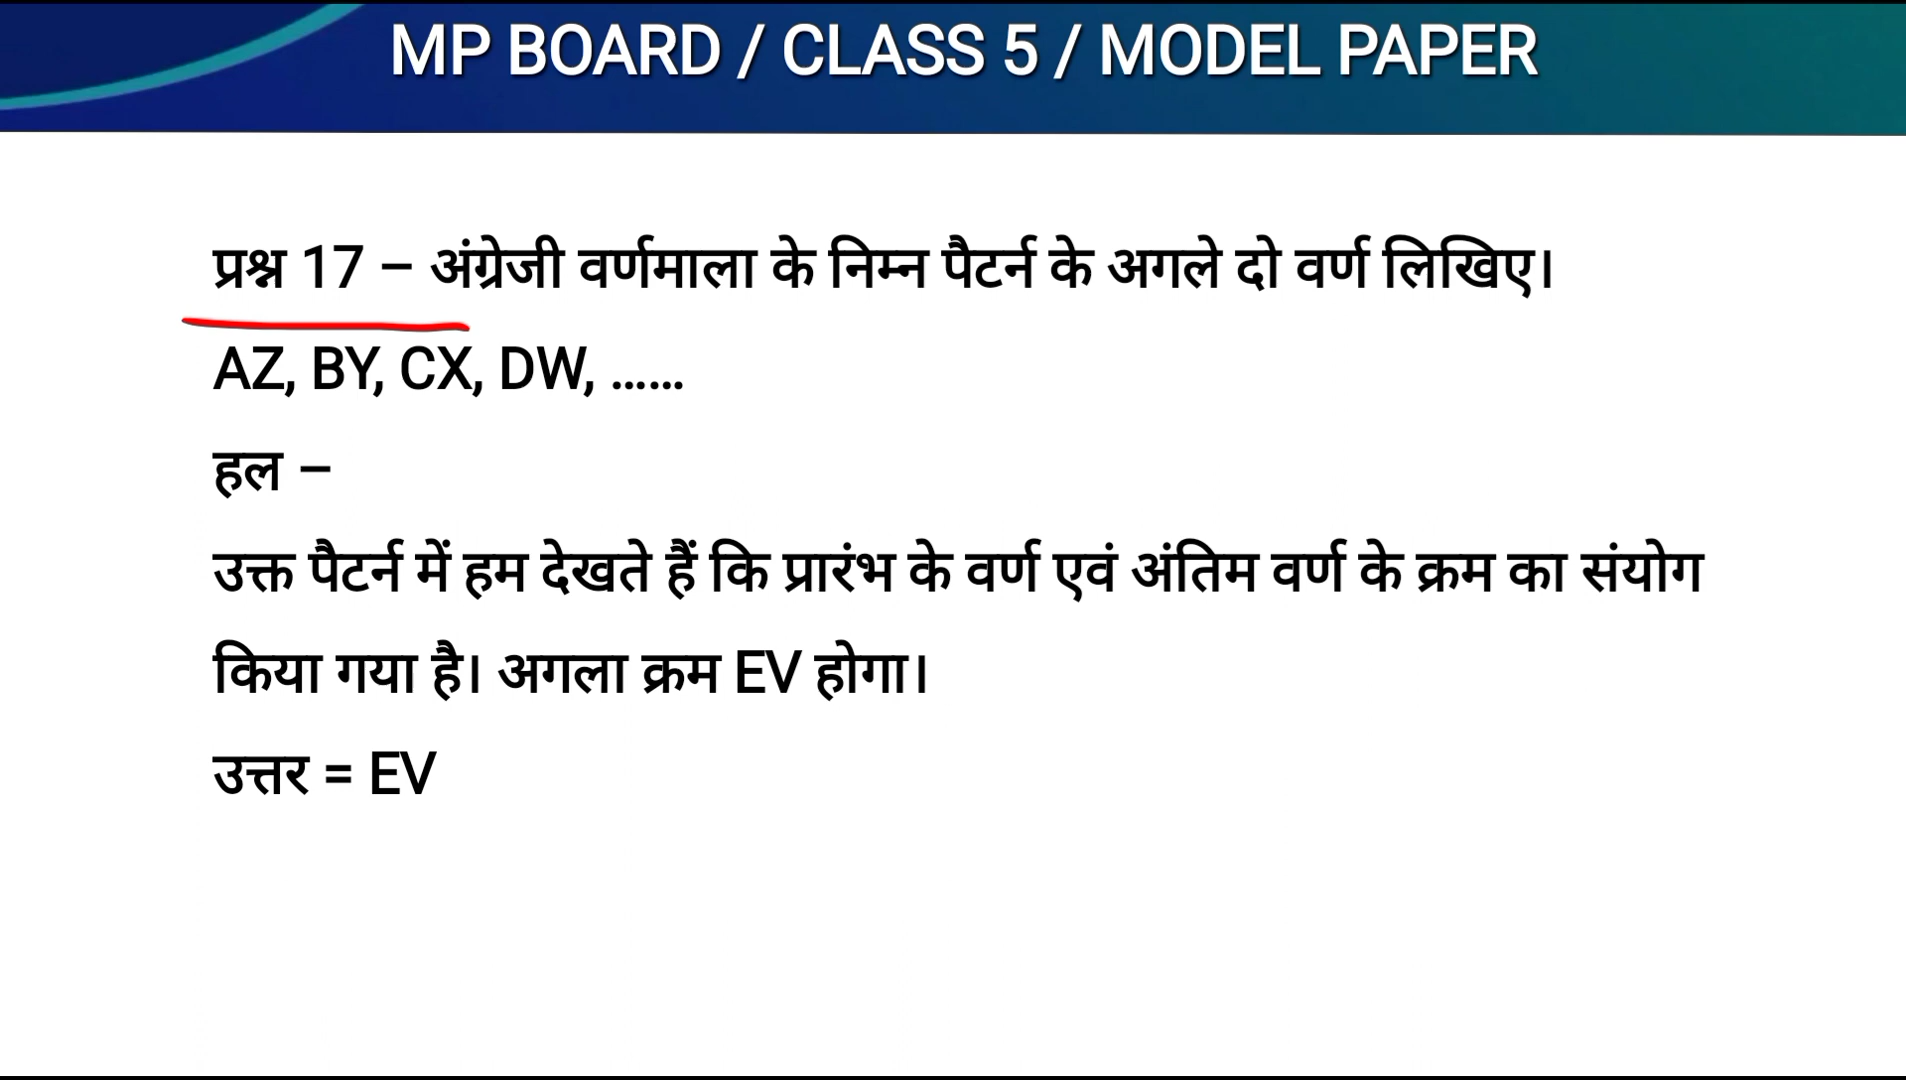 MP BOARD / CLASS 5 / MODEL PAPER
प्रश्न 17 – अंग्रेजी वर्णमाला के निम्न पैटर्न के अगले दो वर्ण लिखिए।
AZ, BY, CX, DW, ......
हल –
उक्त पैटर्न में हम देखते हैं कि प्रारंभ के वर्ण एवं अंतिम वर्ण के क्रम का संयोग
किया गया है। अगला क्रम EV होगा।
उत्तर = EV